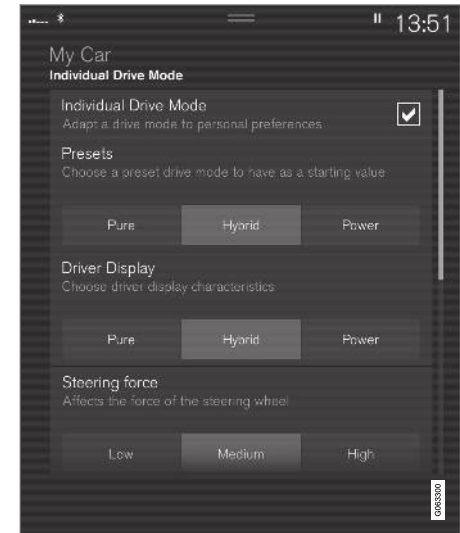 13:51
My Car
Individual Drive Mode
Individual Drive Mode
Adapt a drive mode to personal preferences
Presets
Choose a preset drive mode to have as a starting value
Pure Hybrid Power
Driver Display
Choose driver display characteristics
Pure Hybrid Power
Steering force
Affects the force of the steering wheel
Low Medium High
G063300